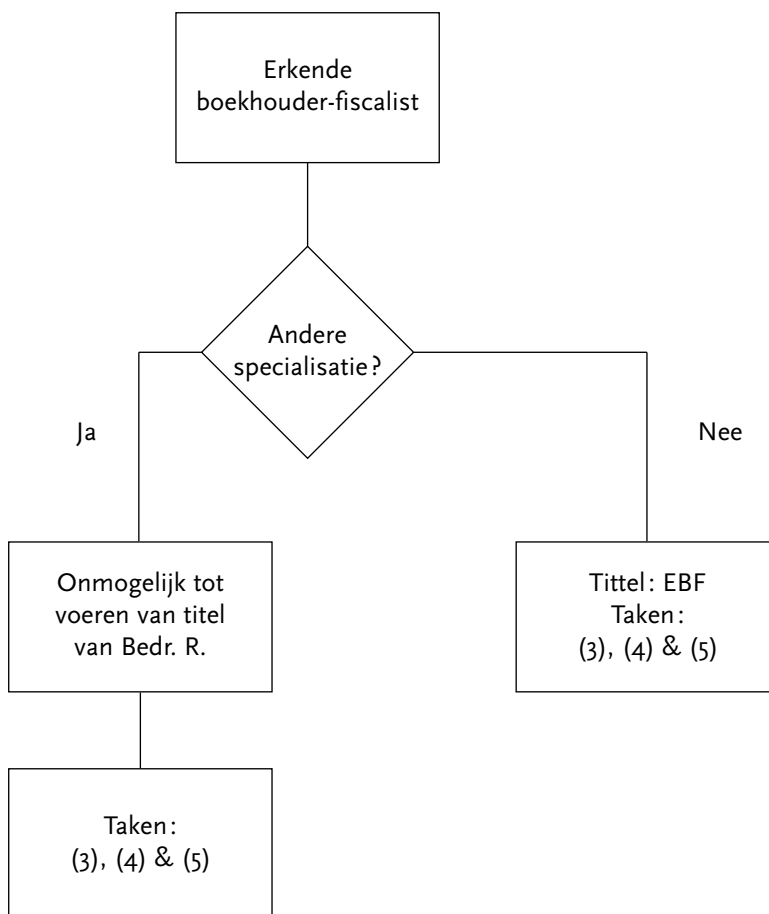 Erkende
boekhouder-fiscalist
Andere
specialisatie?
Ja
Nee
Onmogelijk tot
voeren van titel
van Bedr. R.
Tittel: EBF
Taken:
(3), (4) & (5)
Taken:
(3), (4) & (5)